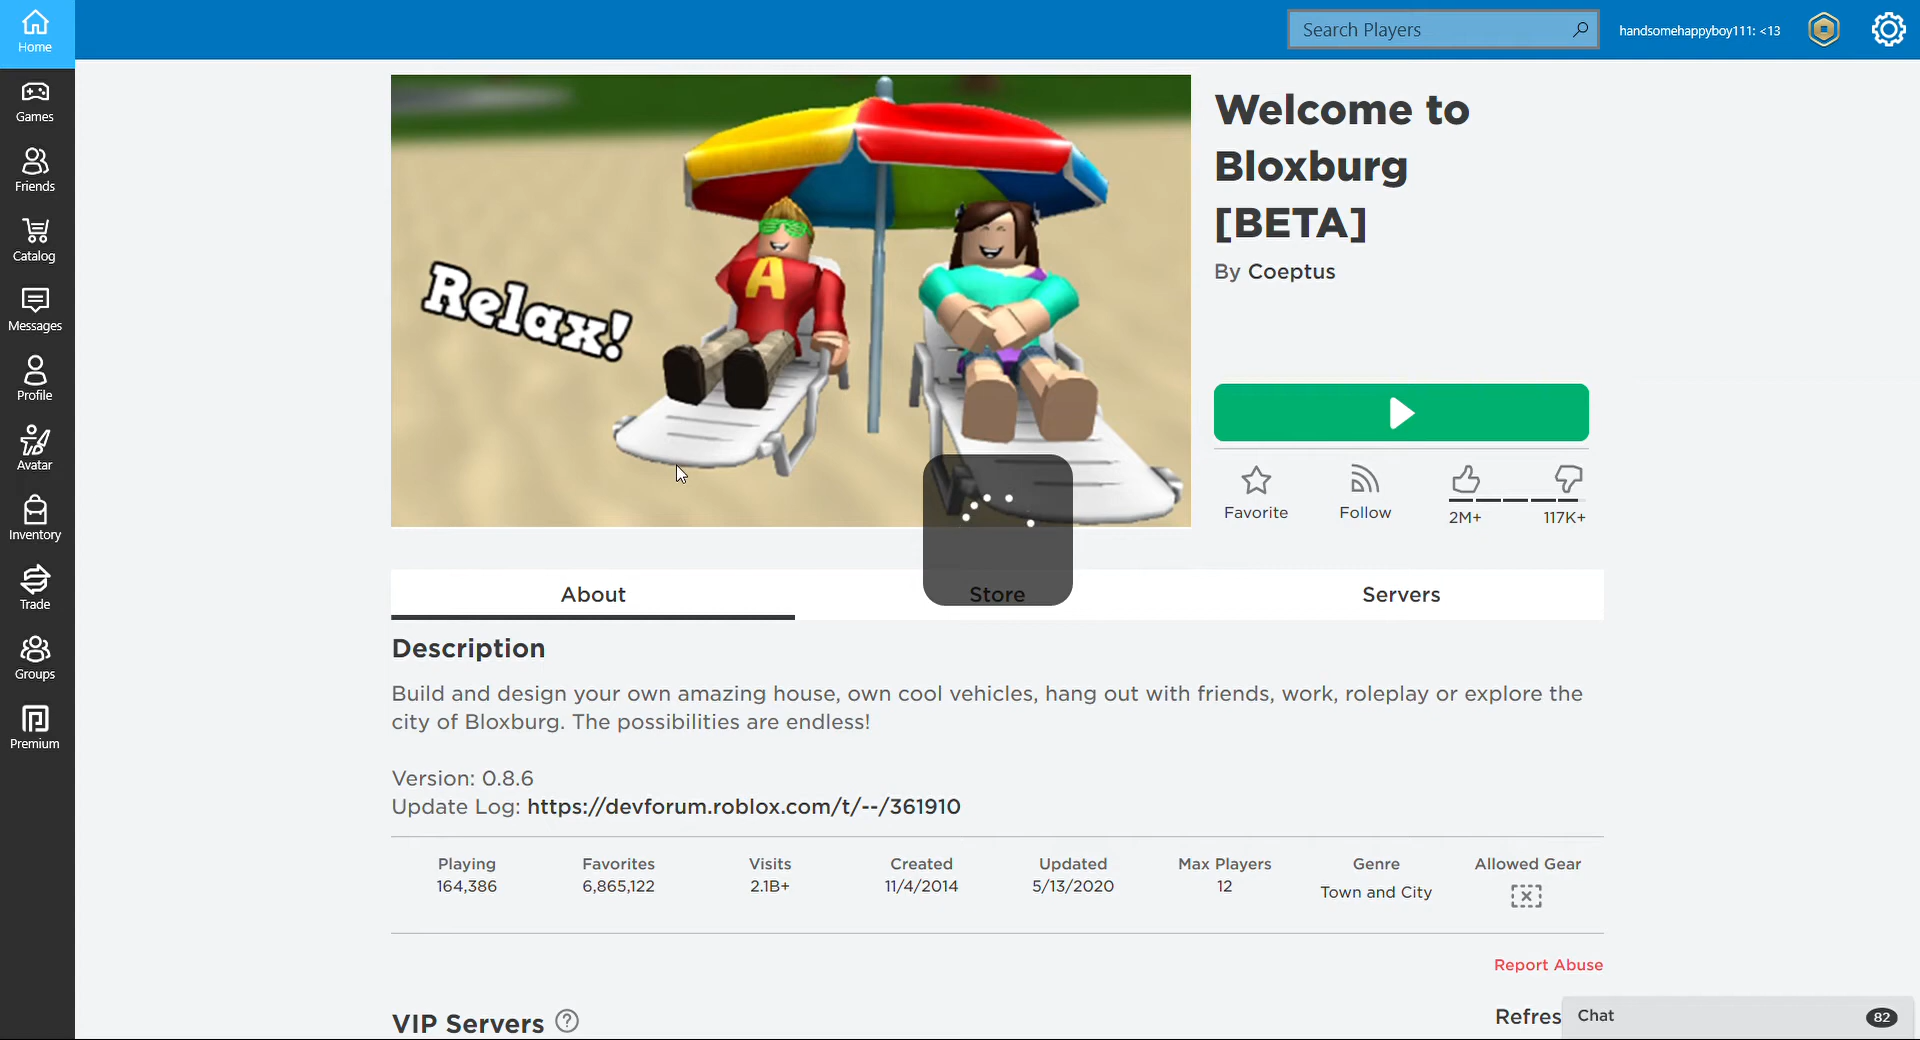 Home
Games
Friends
Catalog
Messages
Profile
Avatar
Inventory
Trade
Groups
Premium
Search Players
handsomehappyboy111: <13
Relax!
A
Welcome to
Bloxburg
[BETA]
By Coeptus
Favorite
Follow
2M+
117K+
About
Store
Servers
Description
Build and design your own amazing house, own cool vehicles, hang out with friends, work, roleplay or explore the
city of Bloxburg. The possibilities are endless!
Version: 0.8.6
Update Log: https://devforum.roblox.com/t/--/361910
Playing Favorites Visits Created Updated Max Players Genre Allowed Gear
164,386 6,865,122 2.1B+ 11/4/2014 5/13/2020 12 Town and City
Report Abuse
VIP Servers ?
Refres
Chat 82